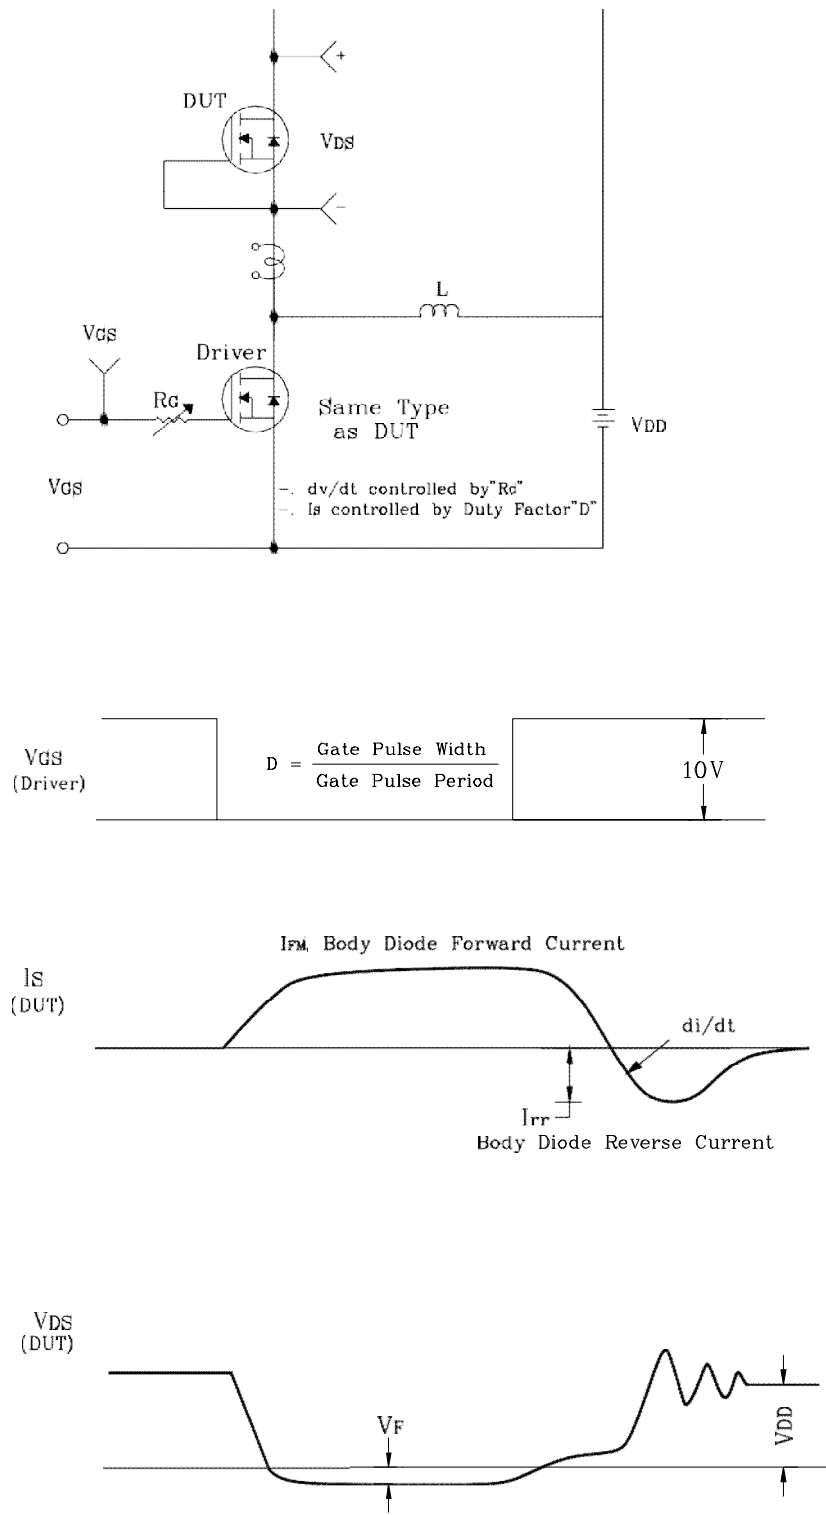 +
DUT
VDS
-
L
VGS
Driver
RG
Same Type
as DUT
VDD
VGS
-. dv/dt controlled by"RG"
-. Is controlled by Duty Factor"D"
VGS
(Driver)
D = Gate Pulse Width
Gate Pulse Period
10V
IFM, Body Diode Forward Current
IS
(DUT)
di/dt
Irr
Body Diode Reverse Current
VDS
(DUT)
VF
VDD